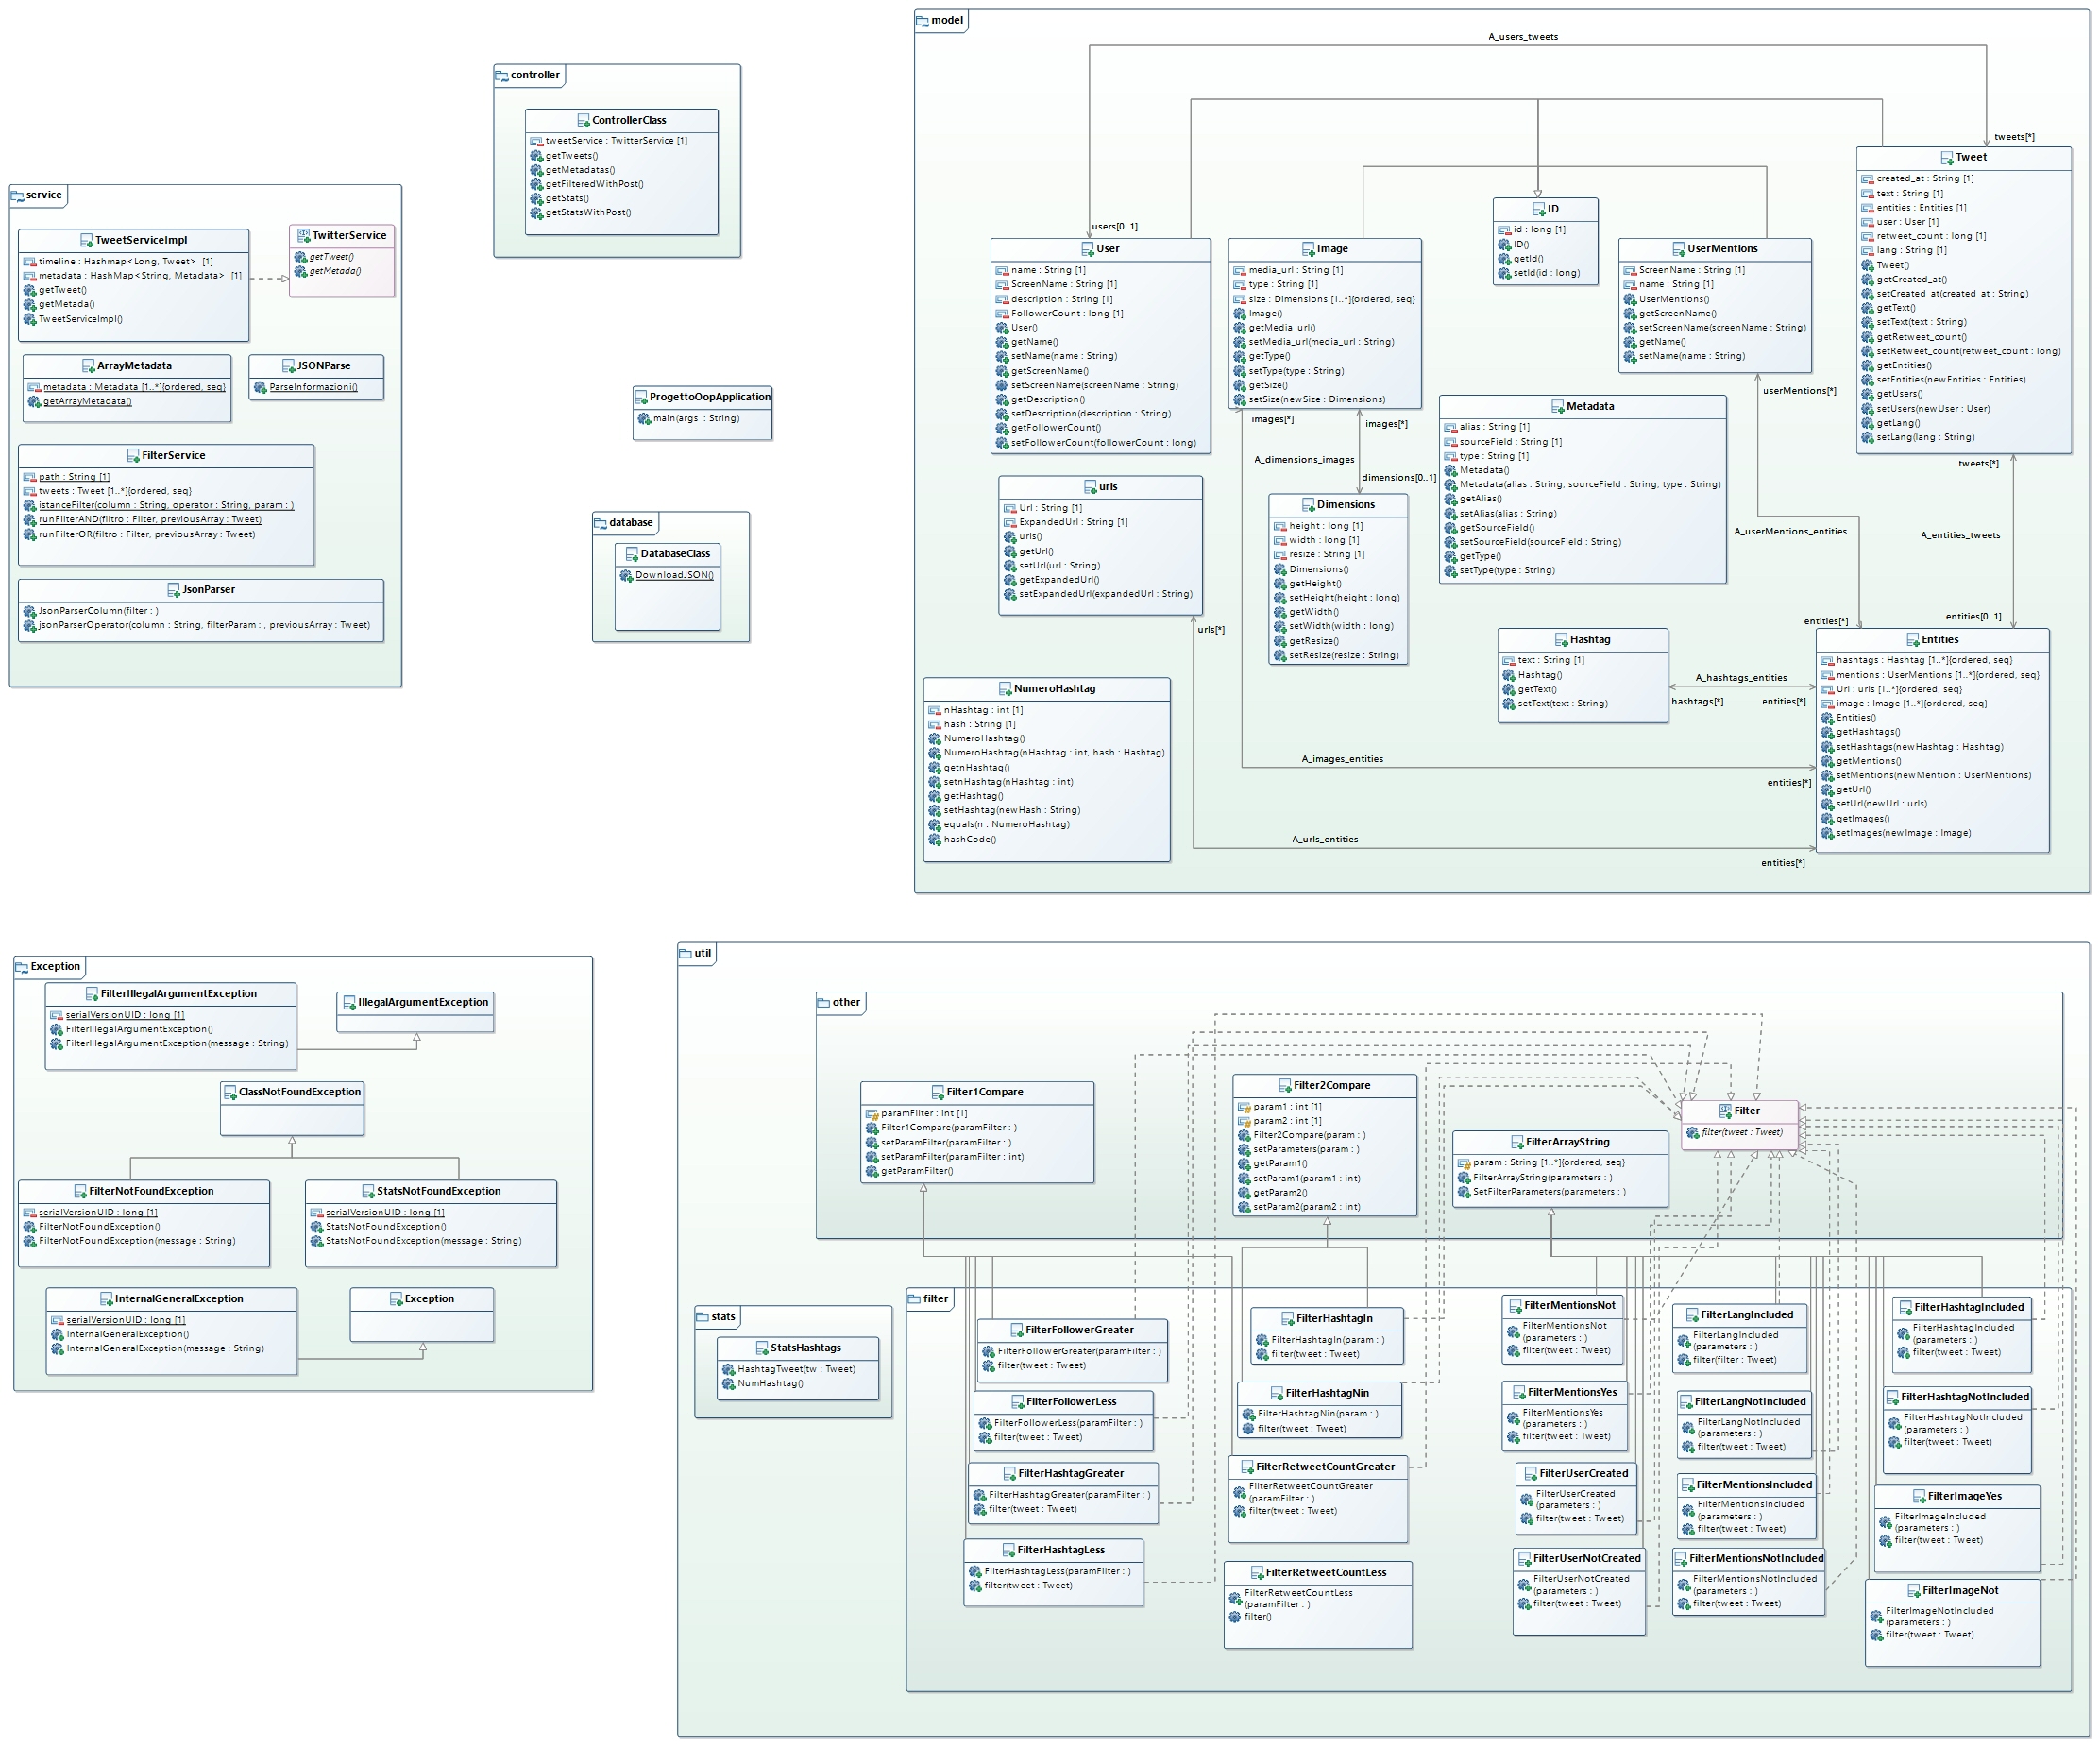 service
TweetServiceImpl
timeline : Hashmap<Long, Tweet> [1]
metadata : HashMap<String, Metadata> [1]
getTweet()
getMetada()
TweetServiceImpl()
TwitterService
getTweet()
getMetada()
ArrayMetadata
metadata : Metadata [1..*]{ordered, seq}
getArrayMetadata()
JSONParse
ParseInformazioni()
FilterService
path : String [1]
tweets : Tweet [1..*]{ordered, seq}
istanceFilter(column : String, operator : String, param : )
runFilterAND(filtro : Filter, previousArray : Tweet)
runFilterOR(filtro : Filter, previousArray : Tweet)
JsonParser
JsonParserColumn(filter : )
jsonParserOperator(column : String, filterParam : , previousArray : Tweet)
controller
ControllerClass
tweetService : TwitterService [1]
getTweets()
getMetadatas()
getFilteredWithPost()
getStats()
getStatsWithPost()
ProgettoOopApplication
main(args : String)
database
DatabaseClass
DownloadJSON()
model
A_users_tweets
tweets[*]
users[0..1]
User
name : String [1]
ScreenName : String [1]
description : String [1]
FollowerCount : long [1]
User()
getName()
setName(name : String)
getScreenName()
setScreenName(screenName : String)
getDescription()
setDescription(description : String)
getFollowerCount()
setFollowerCount(followerCount : long)
Image
media_url : String [1]
type : String [1]
size : Dimensions [1..*]{ordered, seq}
Image()
getMedia_url()
setMedia_url(media_url : String)
getType()
setType(type : String)
getSize()
setSize(newSize : Dimensions)
ID
id : long [1]
ID()
getId()
setId(id : long)
UserMentions
ScreenName : String [1]
name : String [1]
UserMentions()
getScreenName()
setScreenName(screenName : String)
getName()
setName(name : String)
Tweet
created_at : String [1]
text : String [1]
entities : Entities [1]
user : User [1]
retweet_count : long [1]
lang : String [1]
Tweet()
getCreated_at()
setCreated_at(created_at : String)
getText()
setText(text : String)
getRetweet_count()
setRetweet_count(retweet_count : long)
getEntities()
setEntities(newEntities : Entities)
getUsers()
setUsers(newUser : User)
getLang()
setLang(lang : String)
images[*]
images[*]
A_dimensions_images
dimensions[0..1]
userMentions[*]
tweets[*]
urls
Url : String [1]
ExpandedUrl : String [1]
urls()
getUrl()
setUrl(url : String)
getExpandedUrl()
setExpandedUrl(expandedUrl : String)
urls[*]
Dimensions
height : long [1]
width : long [1]
resize : String [1]
Dimensions()
getHeight()
setHeight(height : long)
getWidth()
setWidth(width : long)
getResize()
setResize(resize : String)
Metadata
alias : String [1]
sourceField : String [1]
type : String [1]
Metadata()
Metadata(alias : String, sourceField : String, type : String)
getAlias()
setAlias(alias : String)
getSourceField()
setSourceField(sourceField : String)
getType()
setType(type : String)
A_userMentions_entities
A_entities_tweets
entities[*]
entities[0..1]
Hashtag
text : String [1]
Hashtag()
getText()
setText(text : String)
A_hashtags_entities
hashtags[*]
entities[*]
Entities
hashtags : Hashtag [1..*]{ordered, seq}
mentions : UserMentions [1..*]{ordered, seq}
Url : urls [1..*]{ordered, seq}
image : Image [1..*]{ordered, seq}
Entities()
getHashtags()
setHashtags(newHashtag : Hashtag)
getMentions()
setMentions(newMention : UserMentions)
getUrl()
setUrl(newUrl : urls)
getImages()
setImages(newImage : Image)
NumeroHashtag
nHashtag : int [1]
hash : String [1]
NumeroHashtag()
NumeroHashtag(nHashtag : int, hash : Hashtag)
getnHashtag()
setnHashtag(nHashtag : int)
getHashtag()
setHashtag(newHash : String)
equals(n : NumeroHashtag)
hashCode()
A_images_entities
entities[*]
A_urls_entities
entities[*]
Exception
FilterIllegalArgumentException
serialVersionUID : long [1]
FilterIllegalArgumentException()
FilterIllegalArgumentException(message : String)
IllegalArgumentException
ClassNotFoundException
FilterNotFoundException
serialVersionUID : long [1]
FilterNotFoundException()
FilterNotFoundException(message : String)
StatsNotFoundException
serialVersionUID : long [1]
StatsNotFoundException()
StatsNotFoundException(message : String)
InternalGeneralException
serialVersionUID : long [1]
InternalGeneralException()
InternalGeneralException(message : String)
Exception
util
other
Filter1Compare
paramFilter : int [1]
Filter1Compare(paramFilter : )
setParamFilter(paramFilter : )
setParamFilter(paramFilter : int)
getParamFilter()
Filter2Compare
param1 : int [1]
param2 : int [1]
Filter2Compare(param : )
setParameters(param : )
getParam1()
setParam1(param1 : int)
getParam2()
setParam2(param2 : int)
FilterArrayString
param : String [1..*]{ordered, seq}
FilterArrayString(parameters : )
SetFilterParameters(parameters : )
Filter
filter(tweet : Tweet)
stats
StatsHashtags
HashtagTweet(tw : Tweet)
NumHashtag()
filter
FilterFollowerGreater
FilterFollowerGreater(paramFilter : )
filter(tweet : Tweet)
FilterFollowerLess
FilterFollowerLess(paramFilter : )
filter(tweet : Tweet)
FilterHashtagGreater
FilterHashtagGreater(paramFilter : )
filter(tweet : Tweet)
FilterHashtagLess
FilterHashtagLess(paramFilter : )
filter(tweet : Tweet)
FilterHashtagIn
FilterHashtagIn(param : )
filter(tweet : Tweet)
FilterHashtagNin
FilterHashtagNin(param : )
filter(tweet : Tweet)
FilterRetweetCountGreater
FilterRetweetCountGreater
(paramFilter : )
filter(tweet : Tweet)
FilterRetweetCountLess
FilterRetweetCountLess
(paramFilter : )
filter()
FilterMentionsNot
FilterMentionsNot
(parameters : )
filter(tweet : Tweet)
FilterMentionsYes
FilterMentionsYes
(parameters : )
filter(tweet : Tweet)
FilterUserCreated
FilterUserCreated
(parameters : )
filter(tweet : Tweet)
FilterUserNotCreated
FilterUserNotCreated
(parameters : )
filter(tweet : Tweet)
FilterLangIncluded
FilterLangIncluded
(parameters : )
filter(filter : Tweet)
FilterLangNotIncluded
FilterLangNotIncluded
(parameters : )
filter(tweet : Tweet)
FilterMentionsIncluded
FilterMentionsIncluded
(parameters : )
filter(tweet : Tweet)
FilterMentionsNotIncluded
FilterMentionsNotIncluded
(parameters : )
filter(tweet : Tweet)
FilterHashtagIncluded
FilterHashtagIncluded
(parameters : )
filter(tweet : Tweet)
FilterHashtagNotIncluded
FilterHashtagNotIncluded
(parameters : )
filter(tweet : Tweet)
FilterImageYes
FilterImageIncluded
(parameters : )
filter(tweet : Tweet)
FilterImageNot
FilterImageNotIncluded
(parameters : )
filter(tweet : Tweet)